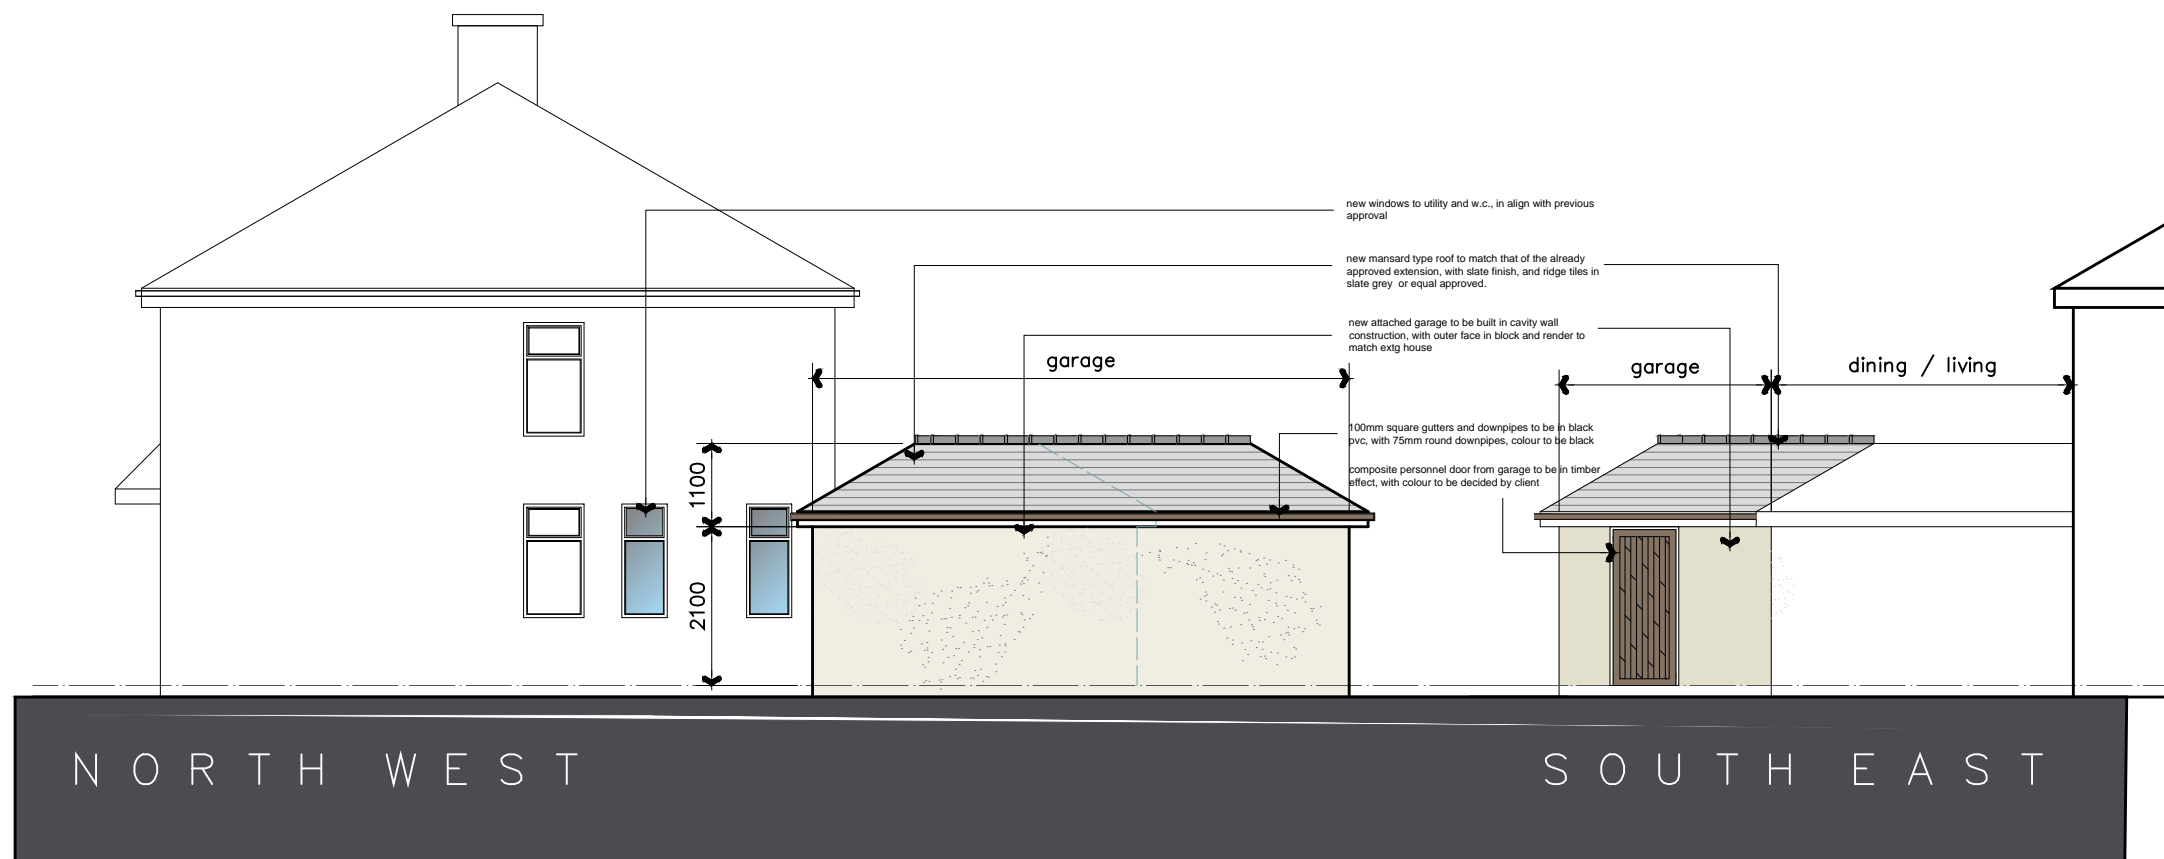 new windows to utility and w.c., in align with previous
approval
new mansard type roof to match that of the already
approved extension, with slate finish, and ridge tiles in
slate grey or equal approved.
new attached garage to be built in cavity wall
construction, with outer face in block and render to
match extg house
garage
garage
dining / living
100mm square gutters and downpipes to be in black
pvc, with 75mm round downpipes, colour to be black
composite personnel door from garage to be in timber
effect, with colour to be decided by client
1100
2100
NORTH WEST
SOUTH EAST